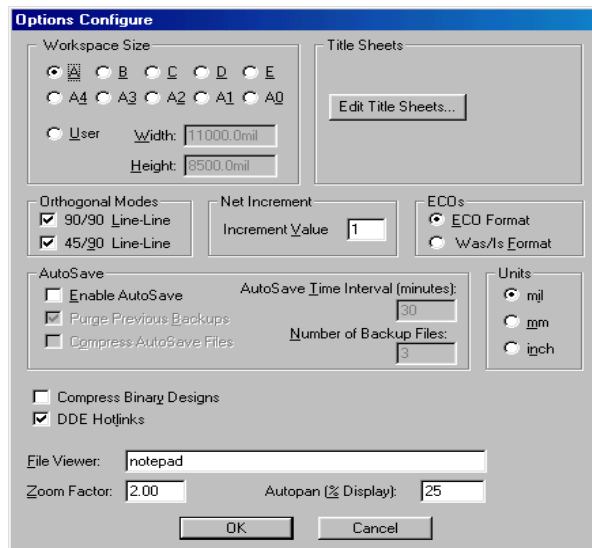 Options Configure
Workspace Size
A B C D E
A4 A3 A2 A1 A0
User Width: 11000.0mil
Height: 8500.0mil
Title Sheets
Edit Title Sheets...
Orthogonal Modes
90/90 Line-Line
45/90 Line-Line
Net Increment
Increment Value 1
ECOs
ECO Format
Was/Is Format
AutoSave
Enable AutoSave
Purge Previous Backups
Compress AutoSave Files
AutoSave Time Interval (minutes):
30
Number of Backup Files:
3
Units
mil
mm
inch
Compress Binary Designs
DDE Hotlinks
File Viewer: notepad
Zoom Factor: 2.00 Autopan (% Display): 25
OK Cancel